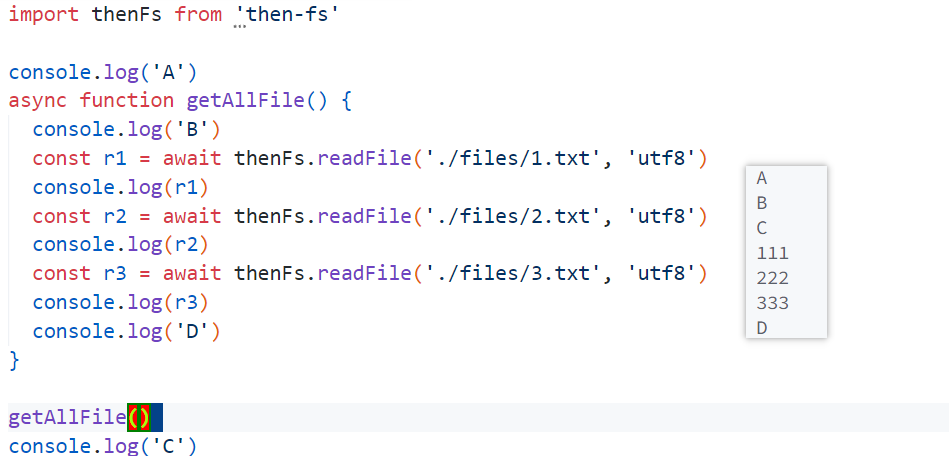 import thenFs from 'then-fs'
console.log('A')
async function getAllFile() {
console.log('B')
const r1 = await thenFs.readFile('./files/1.txt', 'utf8')
console.log(r1)
const r2 = await thenFs.readFile('./files/2.txt', 'utf8')
console.log(r2)
const r3 = await thenFs.readFile('./files/3.txt', 'utf8')
console.log(r3)
console.log('D')
}
getAllFile()
console.log('C')
A
B
C
111
222
333
D